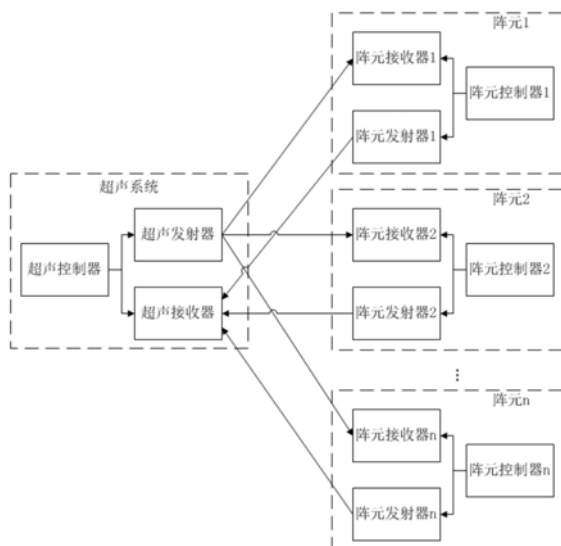 阵元1
阵元接收器1
阵元控制器1
阵元发射器1
超声系统
超声发射器
超声控制器
超声接收器
阵元2
阵元接收器2
阵元控制器2
阵元发射器2
...
阵元n
阵元接收器n
阵元控制器n
阵元发射器n